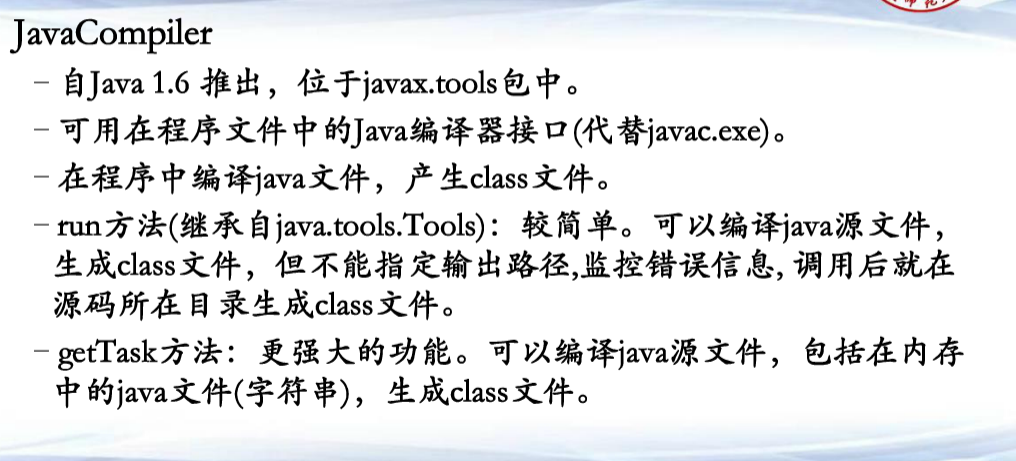 JavaCompiler
– 自Java 1.6 推出，位于javax.tools包中。
– 可用在程序文件中的Java编译器接口(代替javac.exe)。
– 在程序中编译java文件，产生class文件。
– run方法(继承自java.tools.Tools)：较简单。可以编译java源文件，
生成class文件，但不能指定输出路径,监控错误信息, 调用后就在
源码所在目录生成class文件。
– getTask方法：更强大的功能。可以编译java源文件，包括在内存
中的java文件(字符串)，生成class文件。